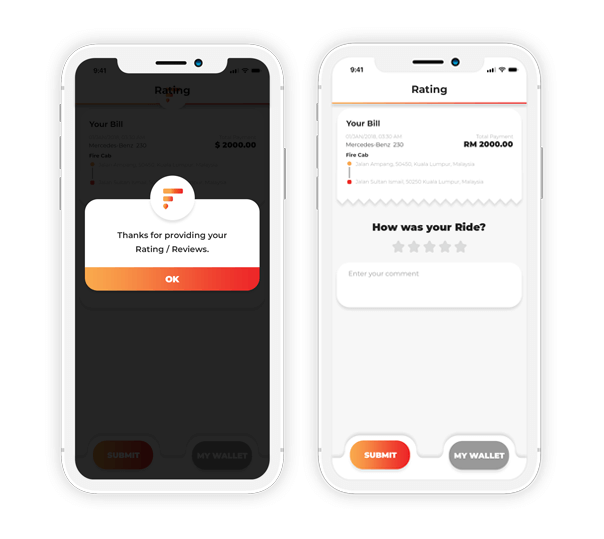 9:41
Rating
Your Bill
Mercedes-Benz 230
$ 2000.00
Fire Cab
Thanks for providing your
Rating / Reviews.
OK
SUBMIT
MY WALLET
9:41
Rating
Your Bill
01/JAN/2018, 03:30 AM
Total Payment
Mercedes-Benz 230
RM 2000.00
Fire Cab
Jalan Ampang, 50450, Kuala Lumpur, Malaysia
Jalan Sultan Ismail, 50250 Kuala Lumpur, Malaysia
How was your Ride?
Enter your comment
SUBMIT
MY WALLET